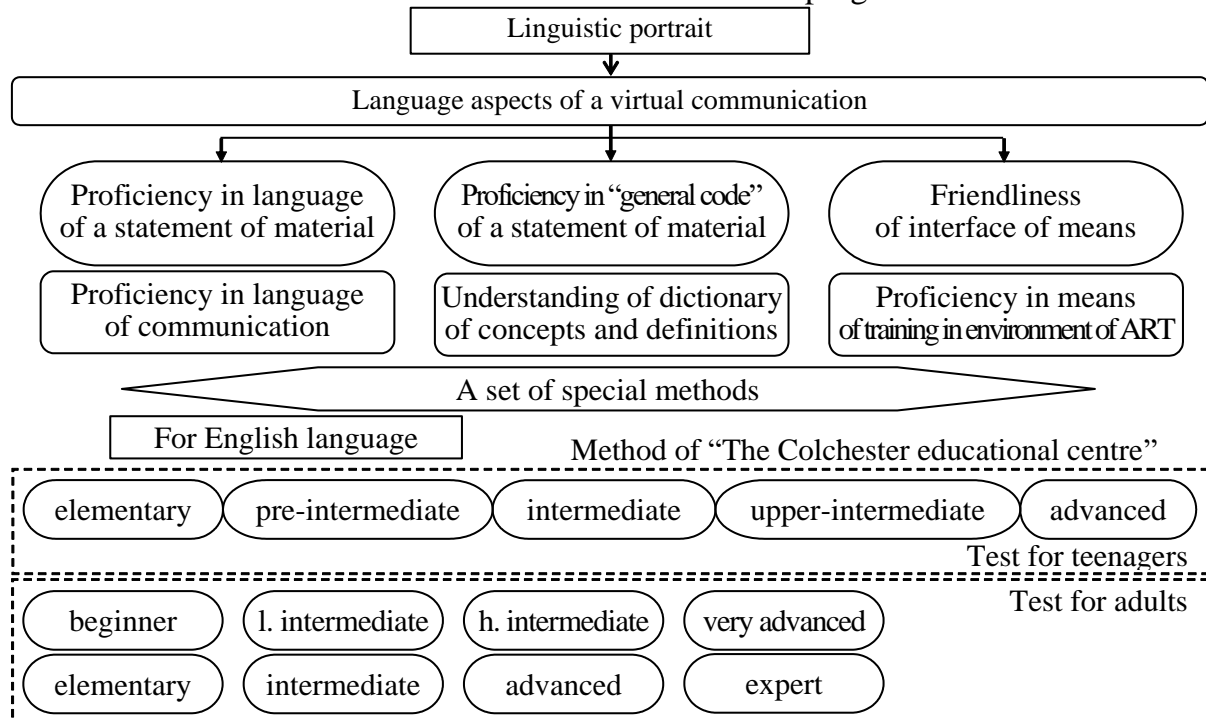 Linguistic portrait
Language aspects of a virtual communication
Proficiency in language
of a statement of material
Proficiency in “general code”
of a statement of material
Friendliness
of interface of means
Proficiency in language
of communication
Understanding of dictionary
of concepts and definitions
Proficiency in means
of training in environment of ART
A set of special methods
For English language
Method of “The Colchester educational centre”
elementary
pre-intermediate
intermediate
upper-intermediate
advanced
Test for teenagers
Test for adults
beginner
l. intermediate
h. intermediate
very advanced
elementary
intermediate
advanced
expert